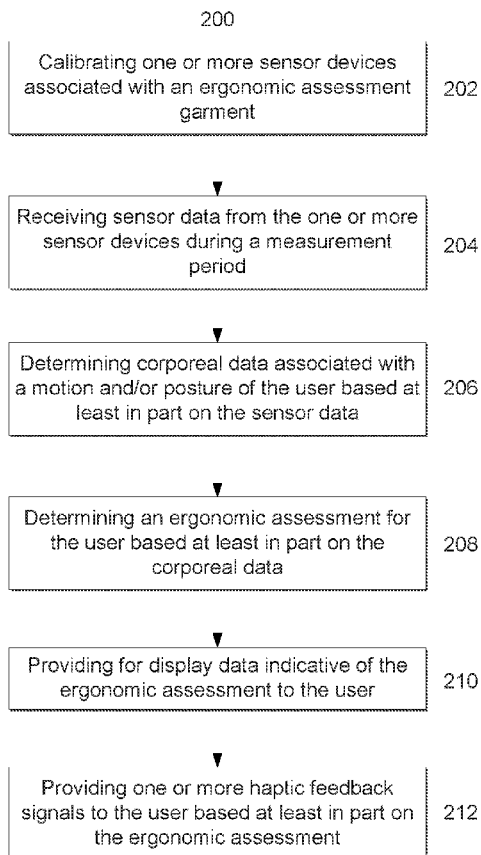 200
Calibrating one or more sensor devices
associated with an ergonomic assessment
garment
202
Receiving sensor data from the one or more
sensor devices during a measurement
period
204
Determining corporeal data associated with
a motion and/or posture of the user based at
least in part on the sensor data
206
Determining an ergonomic assessment for
the user based at least in part on the
corporeal data
208
Providing for display data indicative of the
ergonomic assessment to the user
210
Providing one or more haptic feedback
signals to the user based at least in part on
the ergonomic assessment
212